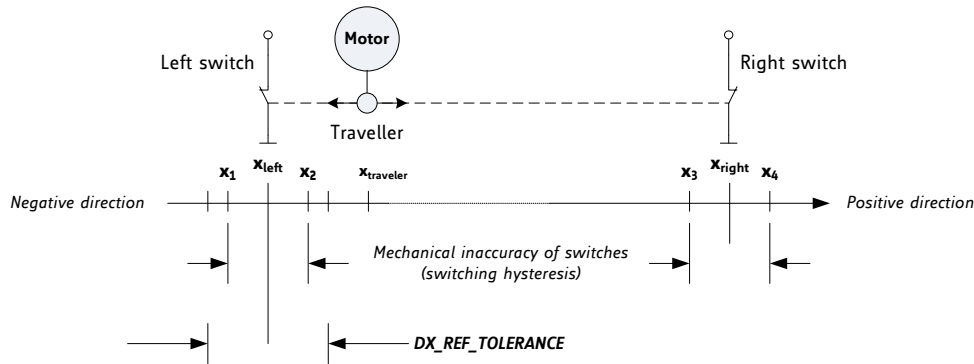 Motor
Left switch
Right switch
Traveller
x1
xleft
x2
xtraveler
x3
xright
x4
Negative direction
Positive direction
Mechanical inaccuracy of switches
(switching hysteresis)
DX_REF_TOLERANCE